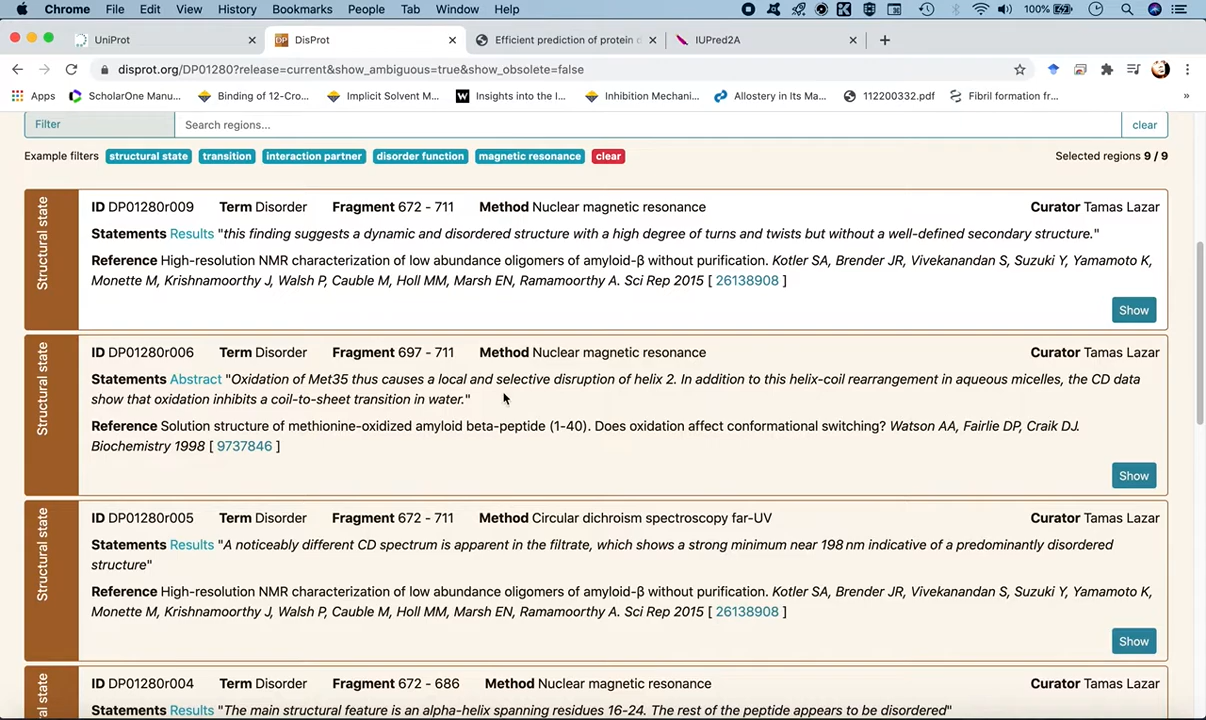 Chrome File Edit View History Bookmarks People Tab Window Help 100%
UniProt DisProt Efficient prediction of protein d IUPred2A
disprot.org/DP01280?release=current&show_ambiguous=true&show_obsolete=false
Apps ScholarOne Manu... Binding of 12-Cro... Implicit Solvent M... Insights into the I... Inhibition Mechani... Allostery in Its Ma... 112200332.pdf Fibril formation fr... »
Filter Search regions... clear
Example filters structural state transition interaction partner disorder function magnetic resonance clear Selected regions 9 / 9
Structural state
ID DP01280r009 Term Disorder Fragment 672 - 711 Method Nuclear magnetic resonance Curator Tamas Lazar
Statements Results "this finding suggests a dynamic and disordered structure with a high degree of turns and twists but without a well-defined secondary structure."
Reference High-resolution NMR characterization of low abundance oligomers of amyloid-β without purification. Kotler SA, Brender JR, Vivekanandan S, Suzuki Y, Yamamoto K,
Monette M, Krishnamoorthy J, Walsh P, Cauble M, Holl MM, Marsh EN, Ramamoorthy A. Sci Rep 2015 [ 26138908 ]
Show
Structural state
ID DP01280r006 Term Disorder Fragment 697 - 711 Method Nuclear magnetic resonance Curator Tamas Lazar
Statements Abstract "Oxidation of Met35 thus causes a local and selective disruption of helix 2. In addition to this helix-coil rearrangement in aqueous micelles, the CD data
show that oxidation inhibits a coil-to-sheet transition in water."
Reference Solution structure of methionine-oxidized amyloid beta-peptide (1-40). Does oxidation affect conformational switching? Watson AA, Fairlie DP, Craik DJ.
Biochemistry 1998 [ 9737846 ]
Show
Structural state
ID DP01280r005 Term Disorder Fragment 672 - 711 Method Circular dichroism spectroscopy far-UV Curator Tamas Lazar
Statements Results "A noticeably different CD spectrum is apparent in the filtrate, which shows a strong minimum near 198 nm indicative of a predominantly disordered
structure"
Reference High-resolution NMR characterization of low abundance oligomers of amyloid-β without purification. Kotler SA, Brender JR, Vivekanandan S, Suzuki Y, Yamamoto K,
Monette M, Krishnamoorthy J, Walsh P, Cauble M, Holl MM, Marsh EN, Ramamoorthy A. Sci Rep 2015 [ 26138908 ]
Show
al state
ID DP01280r004 Term Disorder Fragment 672 - 686 Method Nuclear magnetic resonance Curator Tamas Lazar
Statements Results "The main structural feature is an alpha-helix spanning residues 16-24. The rest of the peptide appears to be disordered"